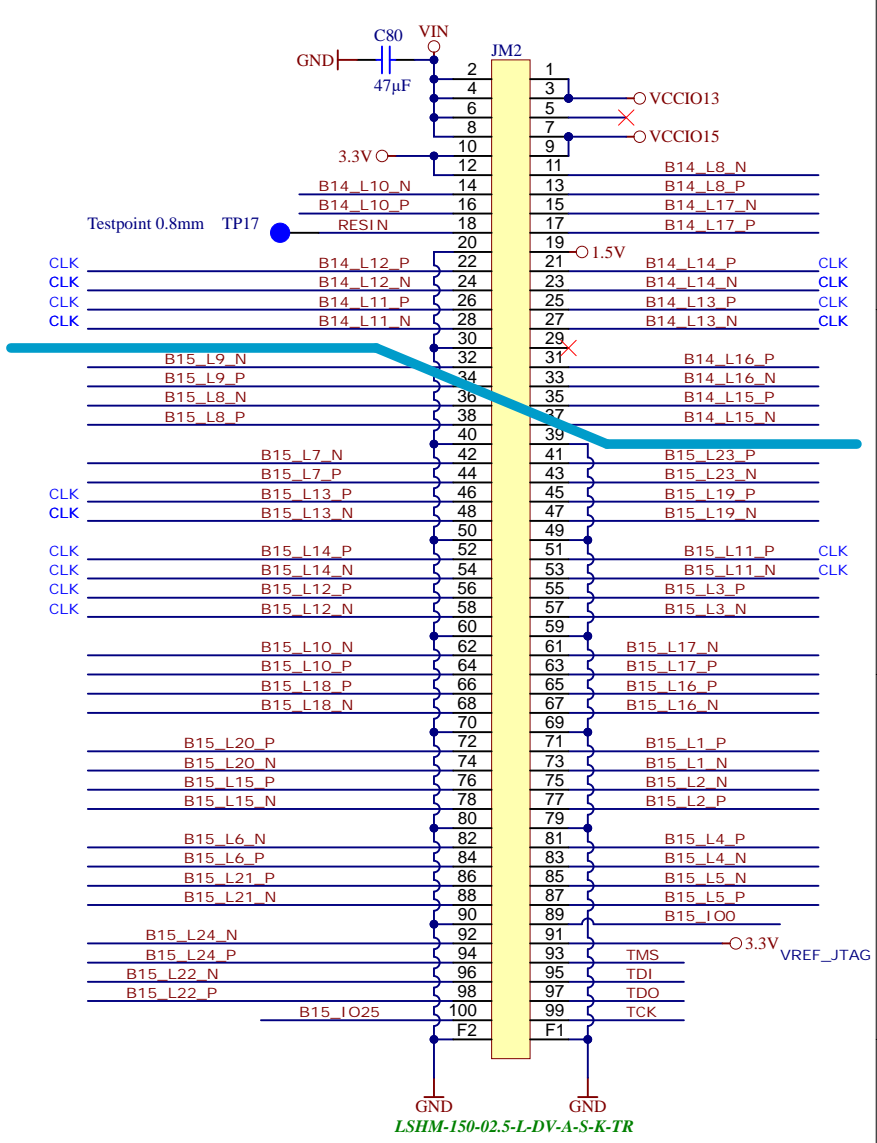 C80 VIN
GND JM2
47µF
2 1
4 3 VCCIO13
6 5
8 7 VCCIO15
3.3V 10 9
12 11 B14_L8_N
B14_L10_N 14 13 B14_L8_P
B14_L10_P 16 15 B14_L17_N
Testpoint 0.8mm TP17 RESIN 18 17 B14_L17_P
20 19 1.5V
CLK B14_L12_P 22 21 B14_L14_P CLK
CLK B14_L12_N 24 23 B14_L14_N CLK
CLK B14_L11_P 26 25 B14_L13_P CLK
CLK B14_L11_N 28 27 B14_L13_N CLK
30 29
B15_L9_N 32 31 B14_L16_P
B15_L9_P 34 33 B14_L16_N
B15_L8_N 36 35 B14_L15_P
B15_L8_P 38 37 B14_L15_N
40 39
B15_L7_N 42 41 B15_L23_P
B15_L7_P 44 43 B15_L23_N
CLK B15_L13_P 46 45 B15_L19_P
CLK B15_L13_N 48 47 B15_L19_N
50 49
CLK B15_L14_P 52 51 B15_L11_P CLK
CLK B15_L14_N 54 53 B15_L11_N CLK
CLK B15_L12_P 56 55 B15_L3_P
CLK B15_L12_N 58 57 B15_L3_N
60 59
B15_L10_N 62 61 B15_L17_N
B15_L10_P 64 63 B15_L17_P
B15_L18_P 66 65 B15_L16_P
B15_L18_N 68 67 B15_L16_N
70 69
B15_L20_P 72 71 B15_L1_P
B15_L20_N 74 73 B15_L1_N
B15_L15_P 76 75 B15_L2_N
B15_L15_N 78 77 B15_L2_P
80 79
B15_L6_N 82 81 B15_L4_P
B15_L6_P 84 83 B15_L4_N
B15_L21_P 86 85 B15_L5_N
B15_L21_N 88 87 B15_L5_P
90 89 B15_IO0
B15_L24_N 92 91 3.3V VREF_JTAG
B15_L24_P 94 93 TMS
B15_L22_N 96 95 TDI
B15_L22_P 98 97 TDO
B15_IO25 100 99 TCK
F2 F1
GND GND
LSHM-150-02.5-L-DV-A-S-K-TR